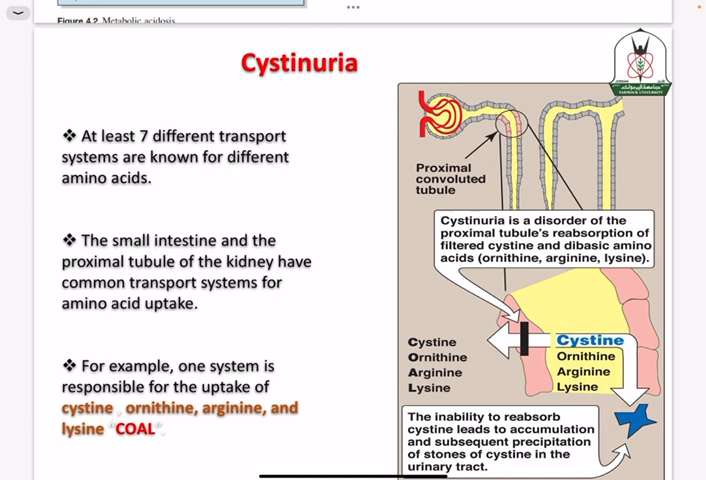 Figure 4.2 Metabolic acidosis
Cystinuria
YARMOUK UNIVERSITY
❖ At least 7 different transport
systems are known for different
amino acids.
❖ The small intestine and the
proximal tubule of the kidney have
common transport systems for
amino acid uptake.
❖ For example, one system is
responsible for the uptake of
cystine , ornithine, arginine, and
lysine "COAL".
Proximal
convoluted
tubule
Cystinuria is a disorder of the
proximal tubule's reabsorption of
filtered cystine and dibasic amino
acids (ornithine, arginine, lysine).
Cystine
Ornithine
Arginine
Lysine
Cystine
Ornithine
Arginine
Lysine
The inability to reabsorb
cystine leads to accumulation
and subsequent precipitation
of stones of cystine in the
urinary tract.